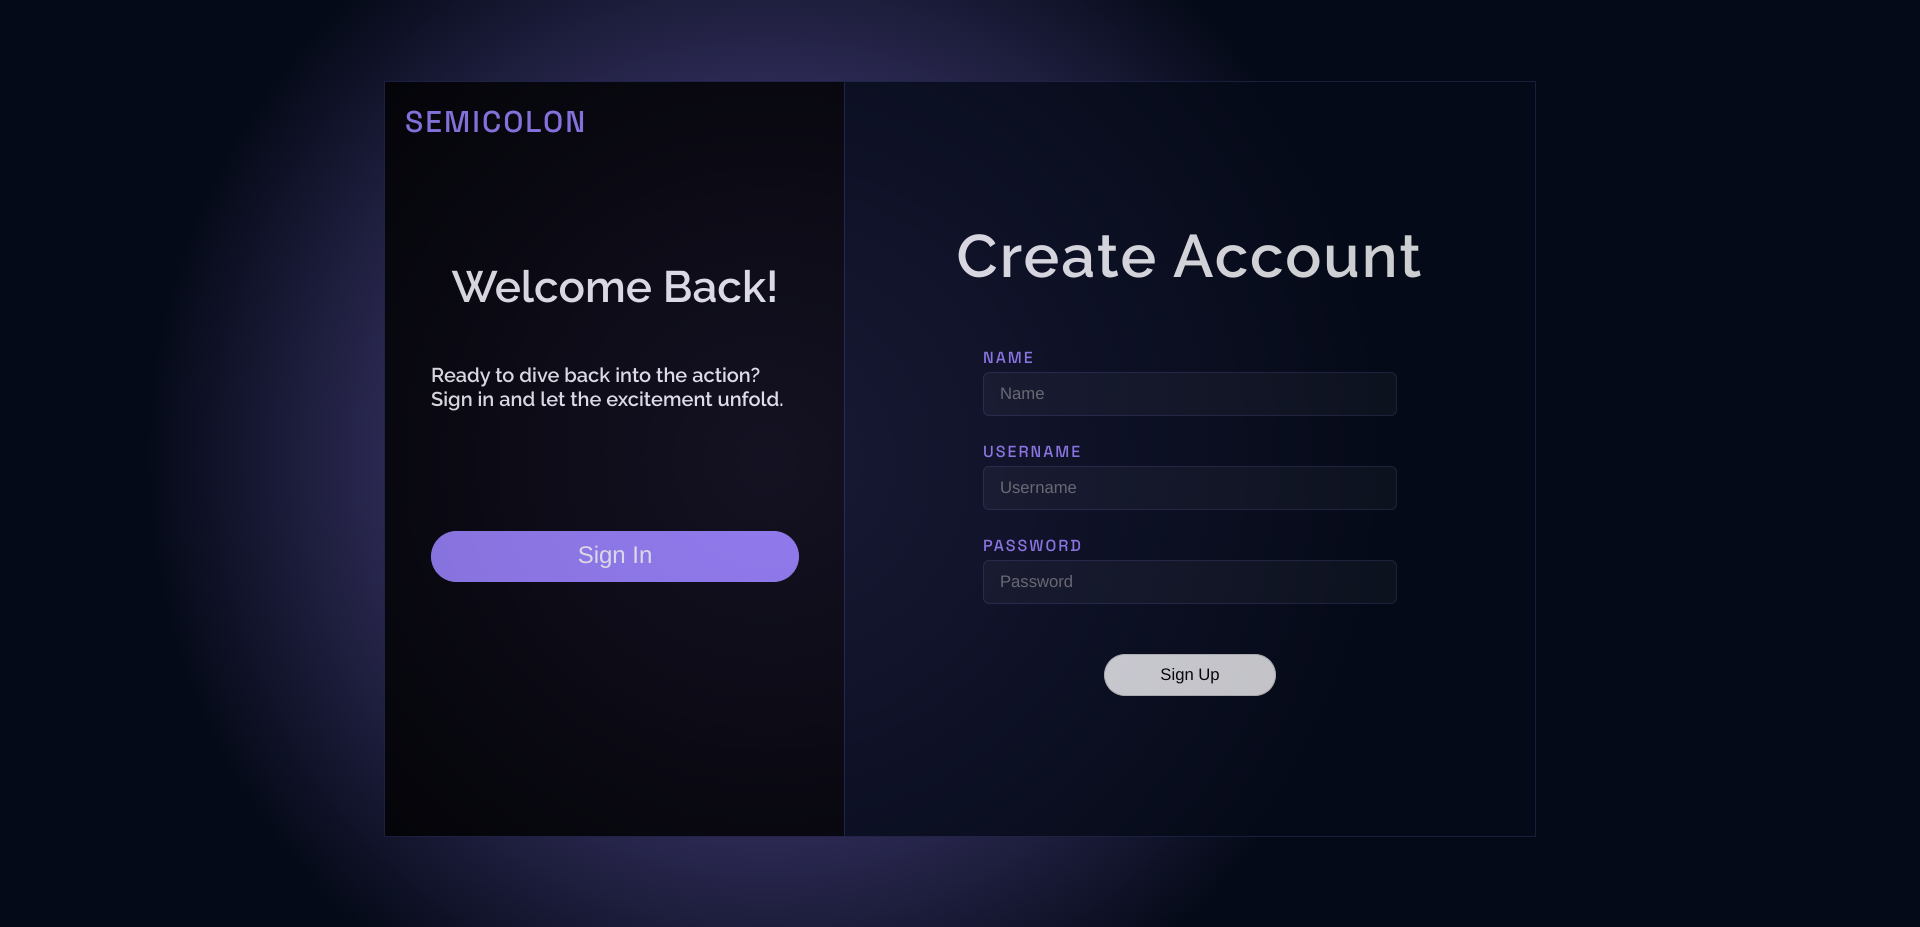 SEMICOLON
Welcome Back!
Ready to dive back into the action?
Sign in and let the excitement unfold.
Sign In
Create Account
NAME
Name
USERNAME
Username
PASSWORD
Password
Sign Up